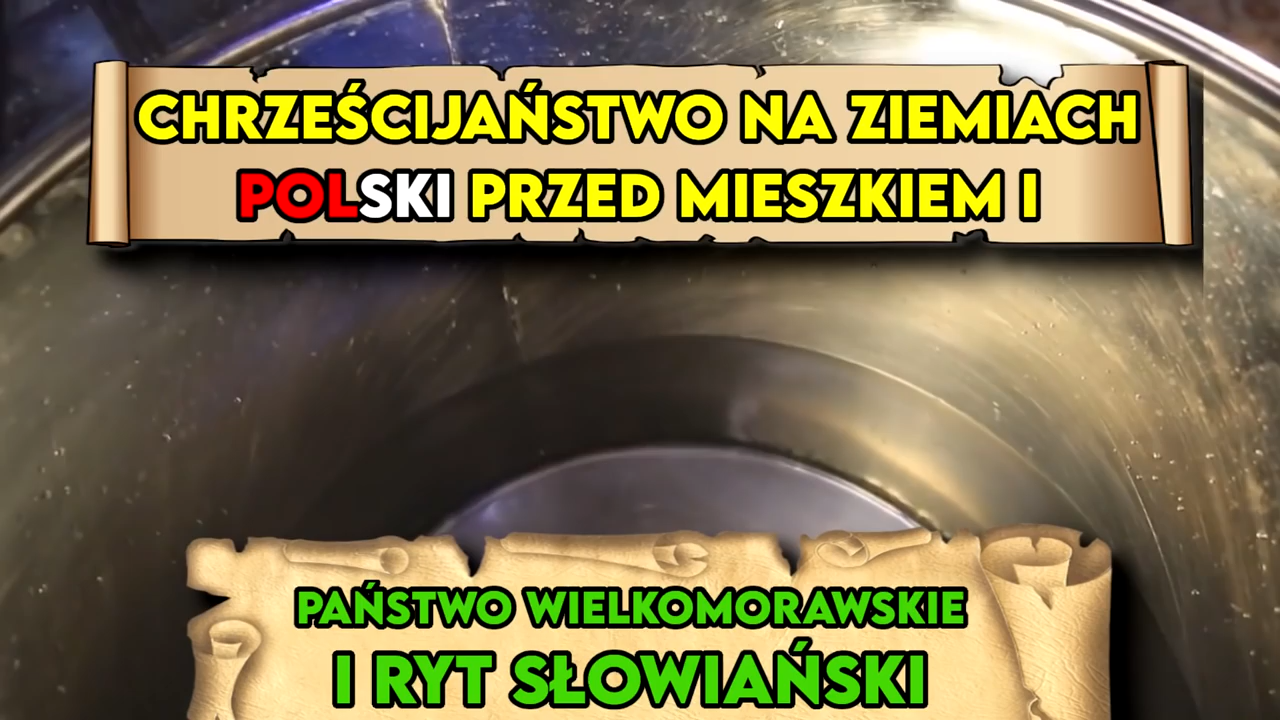 CHRZEŚCIJAŃSTWO NA ZIEMIACH
POLSKI PRZED MIESZKIEM I
PAŃSTWO WIELKOMORAWSKIE
I RYT SŁOWIAŃSKI